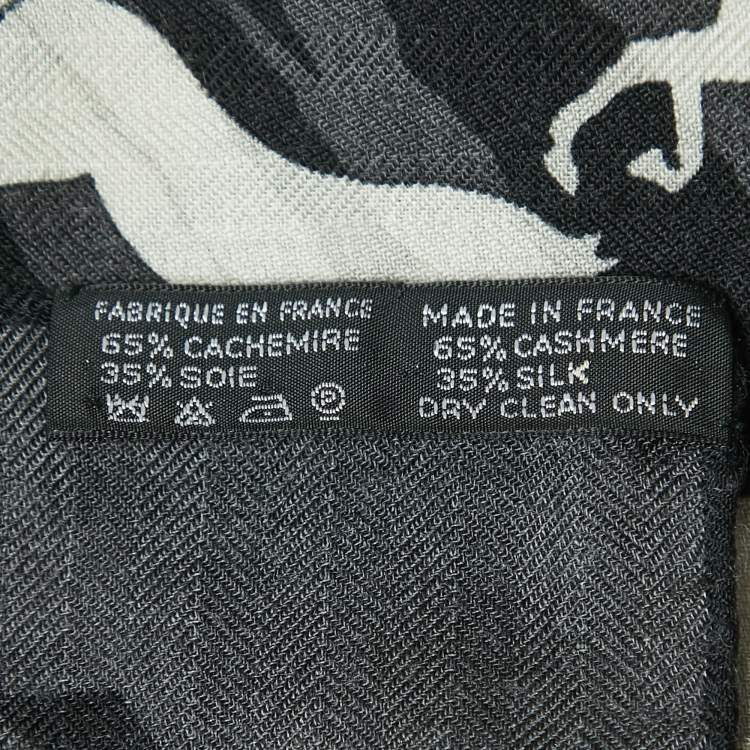 FABRIQUE EN FRANCE
65% CACHEMIRE
35% SOIE
P
MADE IN FRANCE
65% CASHMERE
35% SILK
DRY CLEAN ONLY